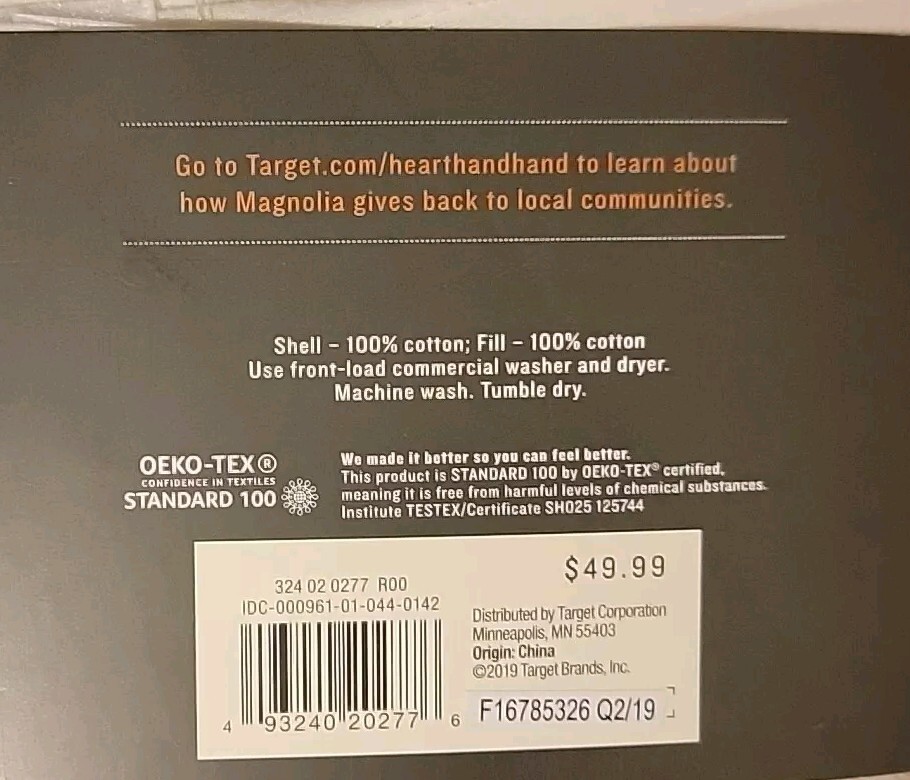 Go to Target.com/hearthandhand to learn about
how Magnolia gives back to local communities.
Shell – 100% cotton; Fill – 100% cotton
Use front-load commercial washer and dryer.
Machine wash. Tumble dry.
OEKO-TEX®
CONFIDENCE IN TEXTILES
STANDARD 100
We made it better so you can feel better.
This product is STANDARD 100 by OEKO-TEX® certified,
meaning it is free from harmful levels of chemical substances.
Institute TESTEX/Certificate SH025 125744
324 02 0277 R00
IDC-000961-01-044-0142
4 93240 20277 6
$49.99
Distributed by Target Corporation
Minneapolis, MN 55403
Origin: China
©2019 Target Brands, Inc.
F16785326 Q2/19